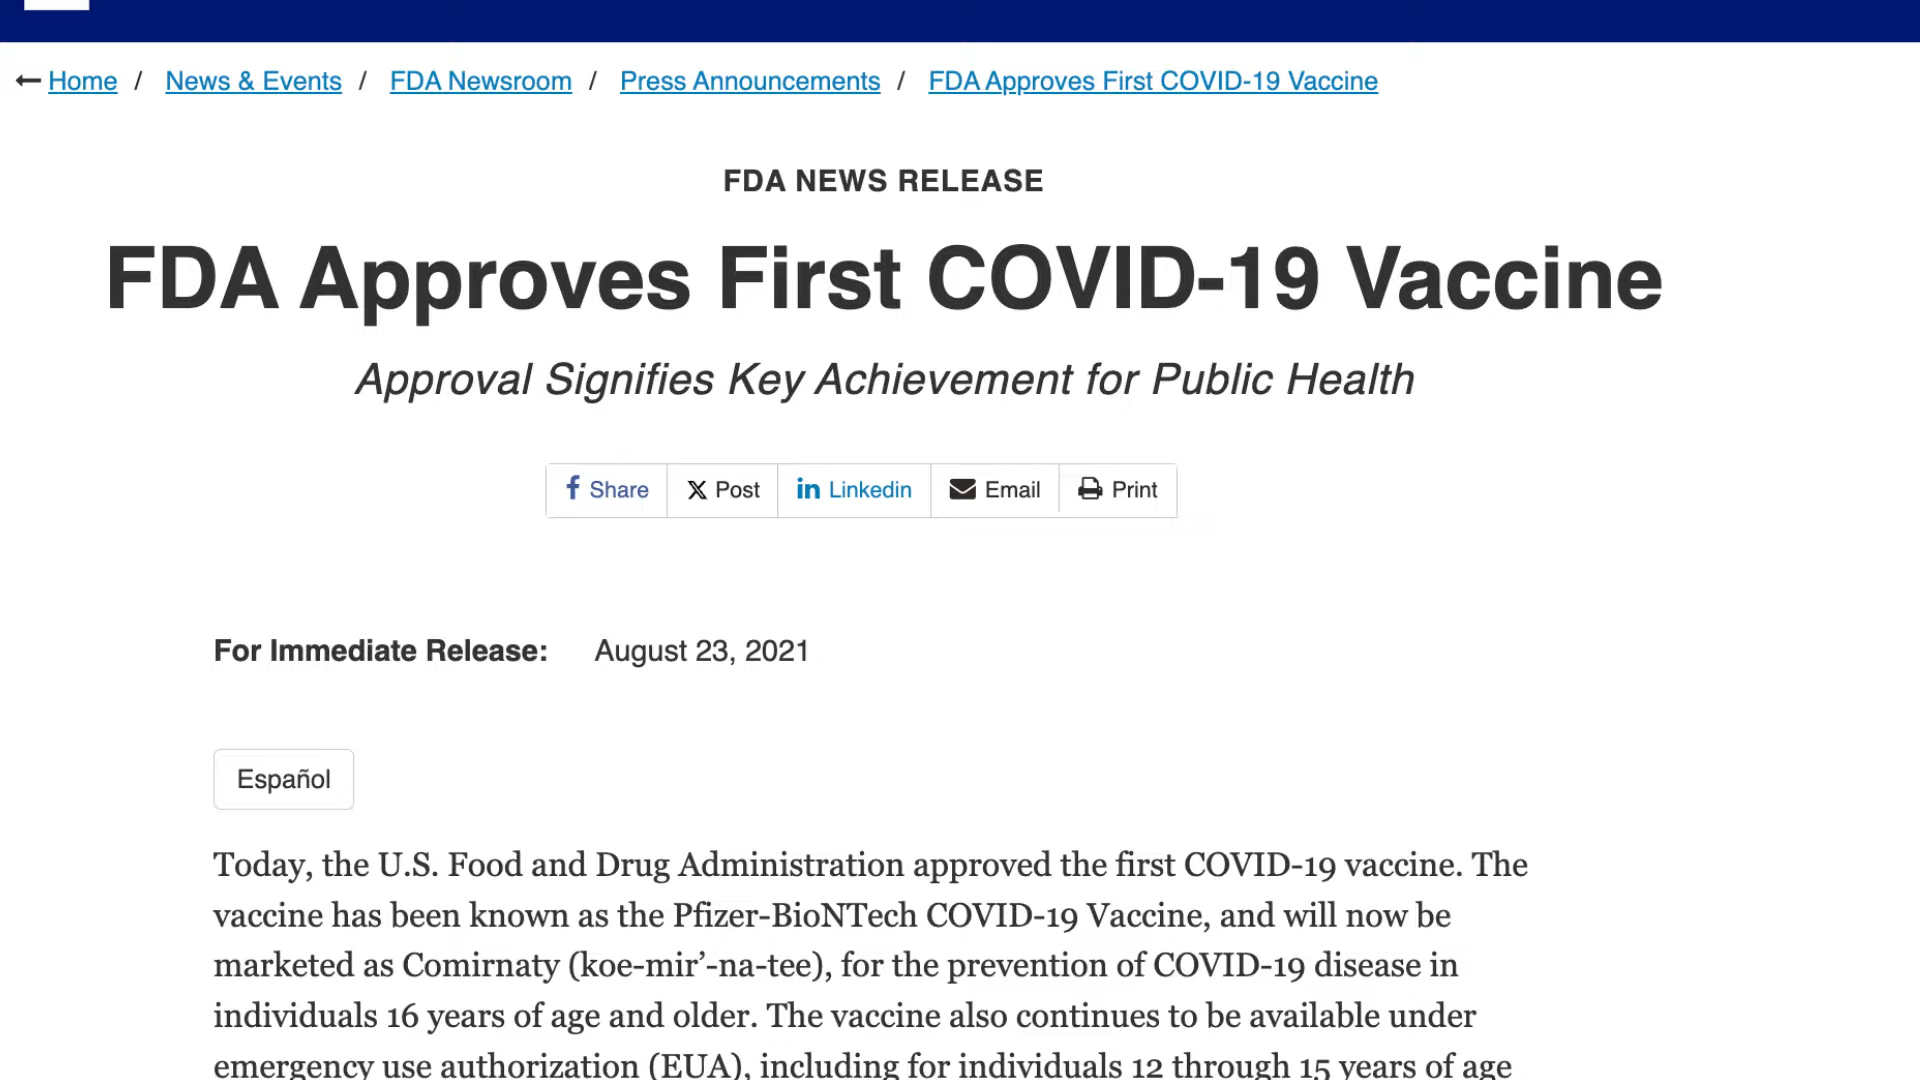 Home / News & Events / FDA Newsroom / Press Announcements / FDA Approves First COVID-19 Vaccine
FDA NEWS RELEASE
FDA Approves First COVID-19 Vaccine
Approval Signifies Key Achievement for Public Health
Share Post Linkedin Email Print
For Immediate Release: August 23, 2021
Español
Today, the U.S. Food and Drug Administration approved the first COVID-19 vaccine. The
vaccine has been known as the Pfizer-BioNTech COVID-19 Vaccine, and will now be
marketed as Comirnaty (koe-mir’-na-tee), for the prevention of COVID-19 disease in
individuals 16 years of age and older. The vaccine also continues to be available under
emergency use authorization (EUA), including for individuals 12 through 15 years of age